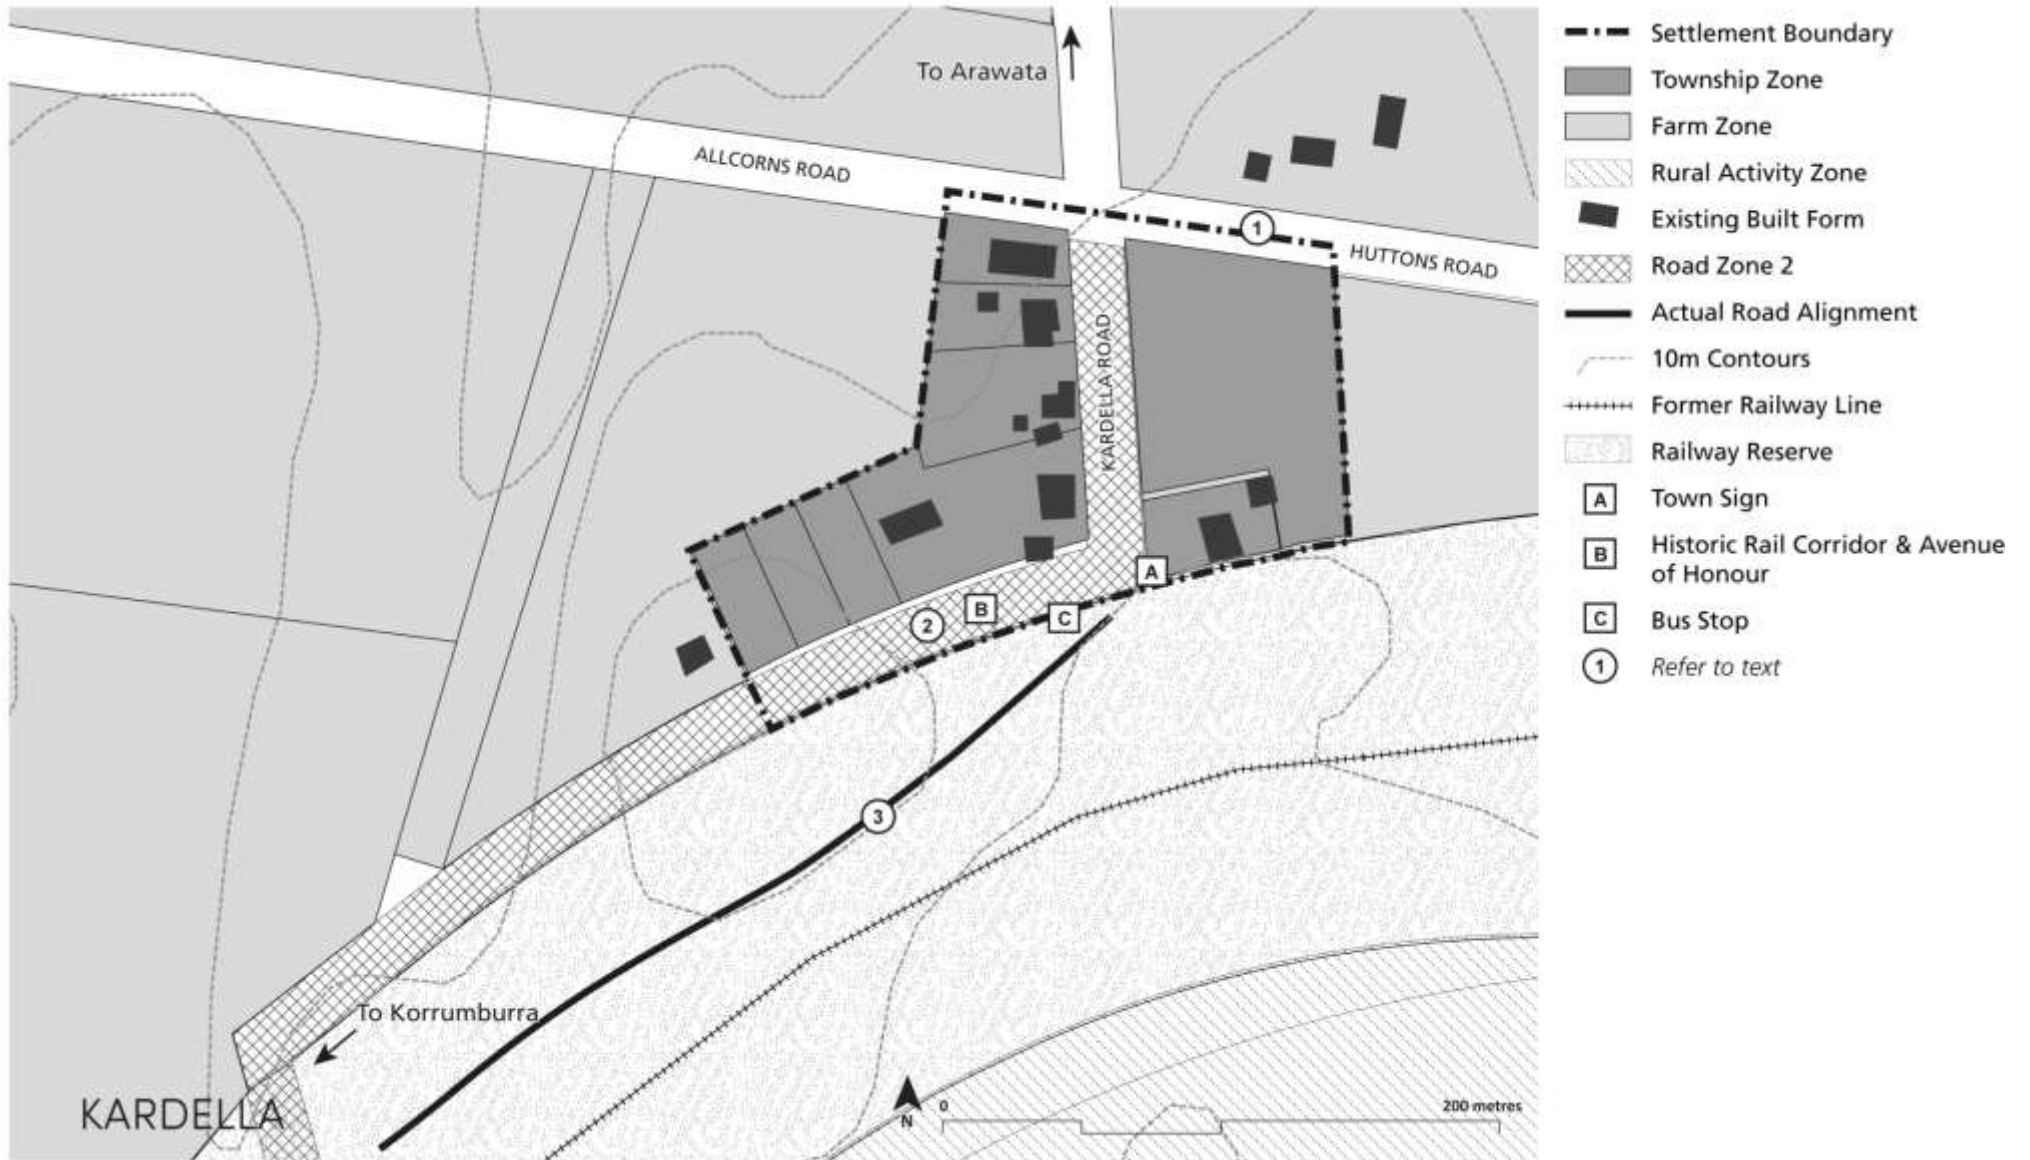 To Arawata
ALLCORNS ROAD
1
HUTTONS ROAD
KARDELLA ROAD
A
B
C
2
3
To Korrumburra
KARDELLA
N
0
200 metres
Settlement Boundary
Township Zone
Farm Zone
Rural Activity Zone
Existing Built Form
Road Zone 2
Actual Road Alignment
10m Contours
Former Railway Line
Railway Reserve
A Town Sign
B Historic Rail Corridor & Avenue
of Honour
C Bus Stop
1 Refer to text